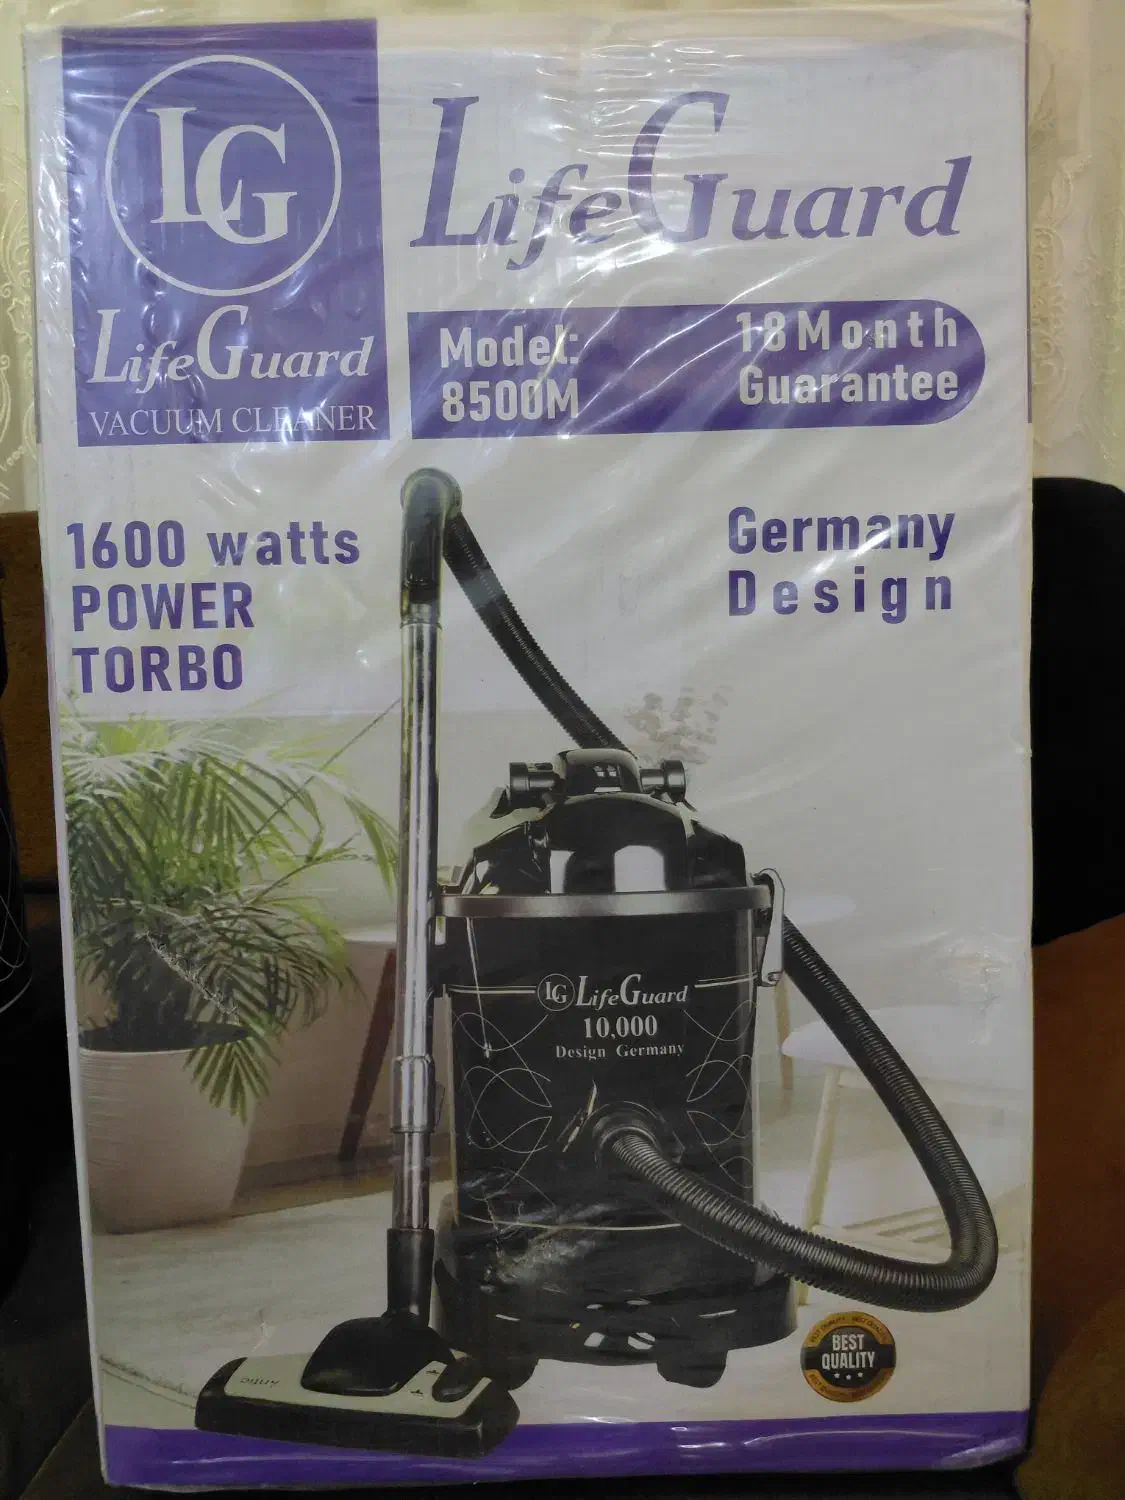 LG
LifeGuard
VACUUM CLEANER
LifeGuard
Model:
8500M
18 Month
Guarantee
1600 watts
POWER
TORBO
Germany
Design
LG LifeGuard
10,000
Design Germany
BEST
QUALITY